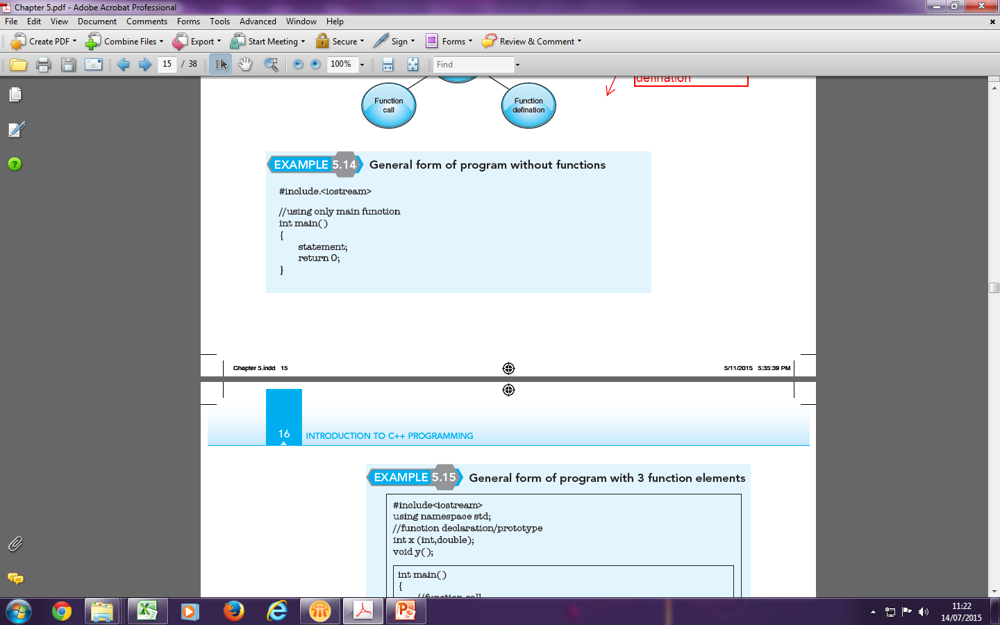 Chapter 5.pdf - Adobe Acrobat Professional
File Edit View Document Comments Forms Tools Advanced Window Help
Create PDF Combine Files Export Start Meeting Secure Sign Forms Review & Comment
15 / 38 100% Find
defination
Function call
Function defination
EXAMPLE 5.14 General form of program without functions
#include.<iostream>
//using only main function
int main( )
{
statement;
return 0;
}
Chapter 5.indd 15
5/11/2015 5:35:39 PM
16 INTRODUCTION TO C++ PROGRAMMING
EXAMPLE 5.15 General form of program with 3 function elements
#include<iostream>
using namespace std;
//function declaration/prototype
int x (int,double);
void y( );
int main( )
{
//function call
11:22
14/07/2015